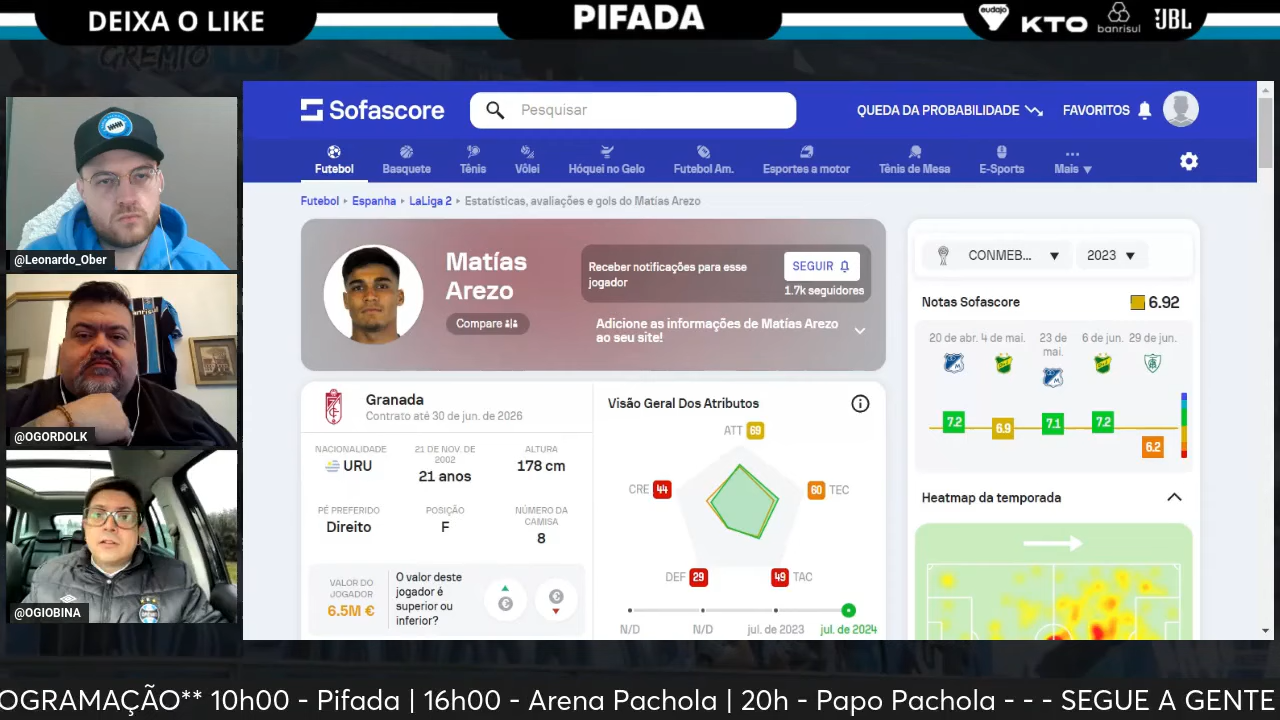 DEIXA O LIKE
PIFADA
eudajo
KTO
banrisul
JBL
GREMIO
@Leonardo_Ober
@OGORDOLK
@OGIOBINA
Sofascore
Pesquisar
QUEDA DA PROBABILIDADE
FAVORITOS
Futebol
Basquete
Tênis
Vôlei
Hóquei no Gelo
Futebol Am.
Esportes a motor
Tênis de Mesa
E-Sports
Mais
Futebol
Espanha
LaLiga 2
Estatísticas, avaliações e gols do Matías Arezo
Matías
Arezo
Compare
Receber notificações para esse
jogador
SEGUIR
1.7k seguidores
Adicione as informações de Matías Arezo
ao seu site!
Granada
Contrato até 30 de jun. de 2026
NACIONALIDADE
URU
21 DE NOV. DE
2002
21 anos
ALTURA
178 cm
PÉ PREFERIDO
Direito
POSIÇÃO
F
NÚMERO DA
CAMISA
8
VALOR DO
JOGADOR
6.5M €
O valor deste
jogador é
superior ou
inferior?
Visão Geral Dos Atributos
ATT 69
CRE 44
60 TEC
DEF 29
49 TAC
N/D
N/D
jul. de 2023
jul. de 2024
CONMEB...
2023
Notas Sofascore
6.92
20 de abr.
4 de mai.
23 de
mai.
6 de jun.
29 de jun.
7.2
6.9
7.1
7.2
6.2
Heatmap da temporada
OGRAMAÇÃO** 10h00 - Pifada | 16h00 - Arena Pachola | 20h - Papo Pachola - - - SEGUE A GENTE